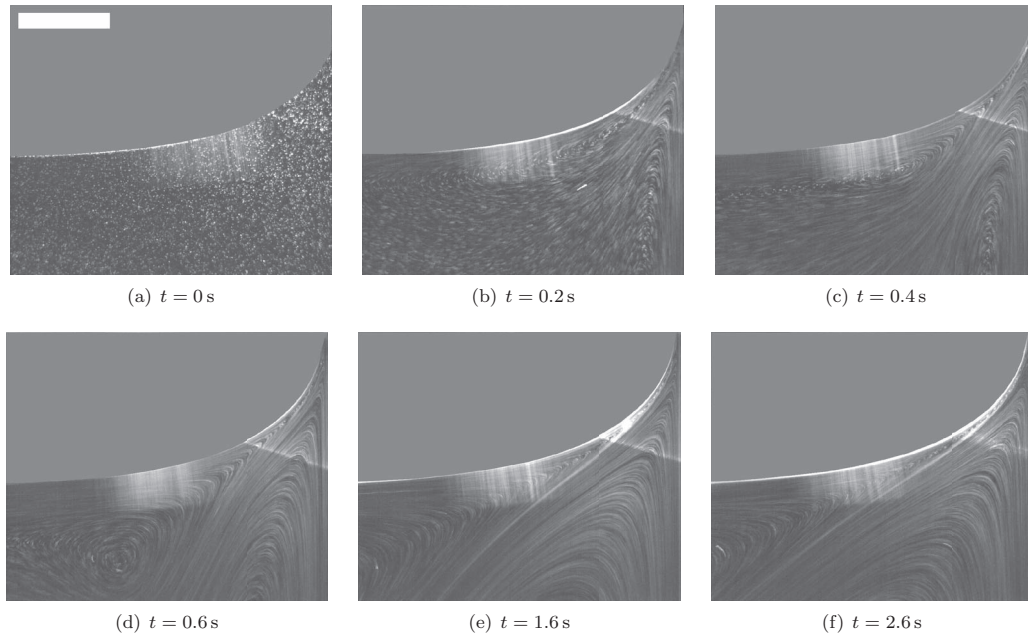 (a) t = 0 s
(b) t = 0.2 s
(c) t = 0.4 s
(d) t = 0.6 s
(e) t = 1.6 s
(f) t = 2.6 s